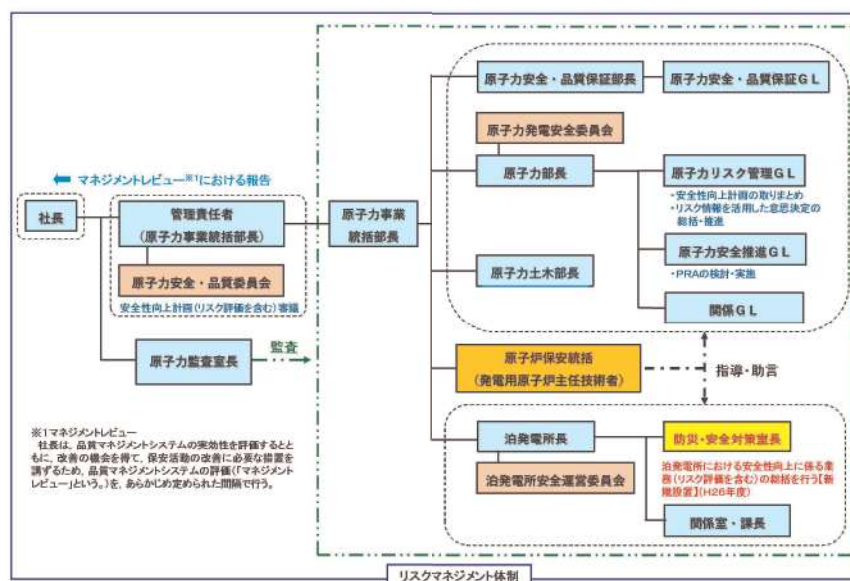 原子力安全・品質保証部長
原子力安全・品質保証GL
原子力発電安全委員会
原子力部長
原子力リスク管理GL
・安全性向上計画の取りまとめ
・リスク情報を活用した意思決定の
総括・推進
マネジメントレビュー※1における報告
社長
管理責任者
(原子力事業統括部長)
原子力事業
統括部長
原子力安全・品質委員会
安全性向上計画(リスク評価を含む)審議
原子力安全推進GL
・PRAの検討・実施
原子力土木部長
関係GL
原子力監査室長
監査
原子炉保安統括
(発電用原子炉主任技術者)
指導・助言
※1マネジメントレビュー
社長は、品質マネジメントシステムの実効性を評価するとと
もに、改善の機会を得て、保安活動の改善に必要な措置を
講ずるため、品質マネジメントシステムの評価(「マネジメント
レビュー」という。)を、あらかじめ定められた間隔で行う。
泊発電所長
防災・安全対策室長
泊発電所における安全性向上に係る業
務(リスク評価を含む)の総括を行う【新
規設置】(H26年度)
泊発電所安全運営委員会
関係室・課長
リスクマネジメント体制